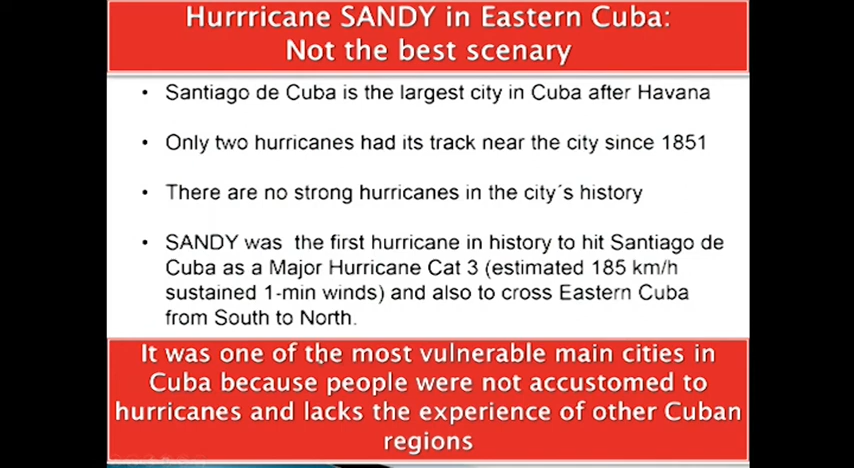 Hurrricane SANDY in Eastern Cuba:
Not the best scenary
• Santiago de Cuba is the largest city in Cuba after Havana
• Only two hurricanes had its track near the city since 1851
• There are no strong hurricanes in the city´s history
• SANDY was the first hurricane in history to hit Santiago de
Cuba as a Major Hurricane Cat 3 (estimated 185 km/h
sustained 1-min winds) and also to cross Eastern Cuba
from South to North.
It was one of the most vulnerable main cities in
Cuba because people were not accustomed to
hurricanes and lacks the experience of other Cuban
regions